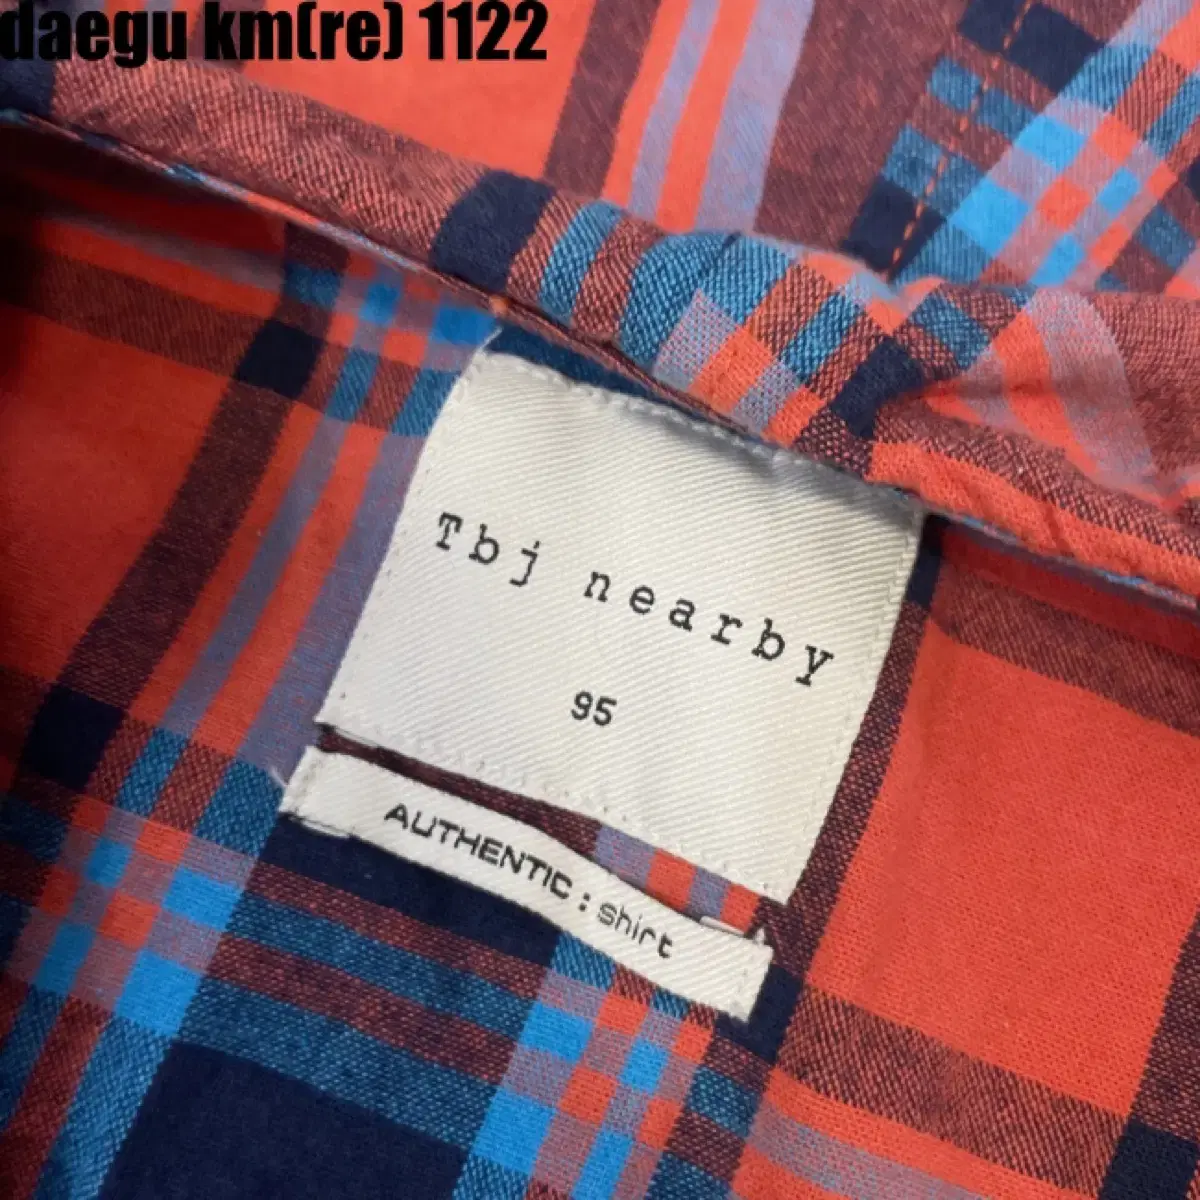 daegu km(re) 1122
Tbj nearby
95
AUTHENTIC : shirt